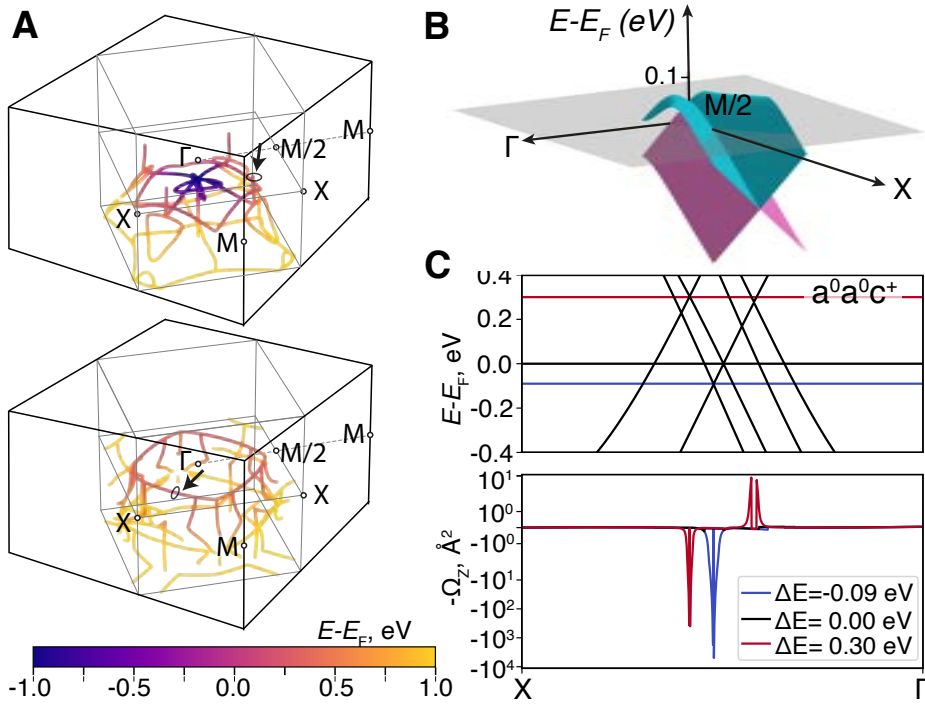 A
Γ
M/2
M
X
X
M
Γ
M/2
M
X
X
M
E-E_F, eV
-1.0 -0.5 0.0 0.5 1.0
B
E-E_F (eV)
0.1
M/2
Γ
X
C
a⁰a⁰c⁺
E-E_F, eV
0.4
0.2
0.0
-0.2
-0.4
-Ω_Z, Å²
10¹
10⁰
-10⁰
-10¹
-10²
-10³
-10⁴
ΔE=-0.09 eV
ΔE= 0.00 eV
ΔE= 0.30 eV
X Γ